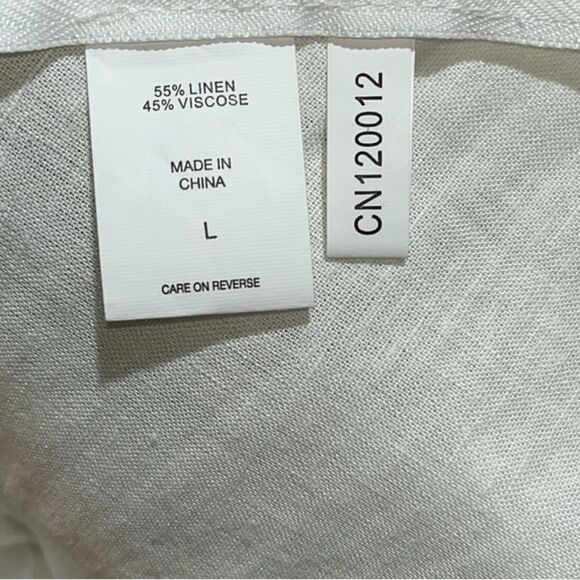 55% LINEN
45% VISCOSE
MADE IN
CHINA
L
CARE ON REVERSE
CN120012